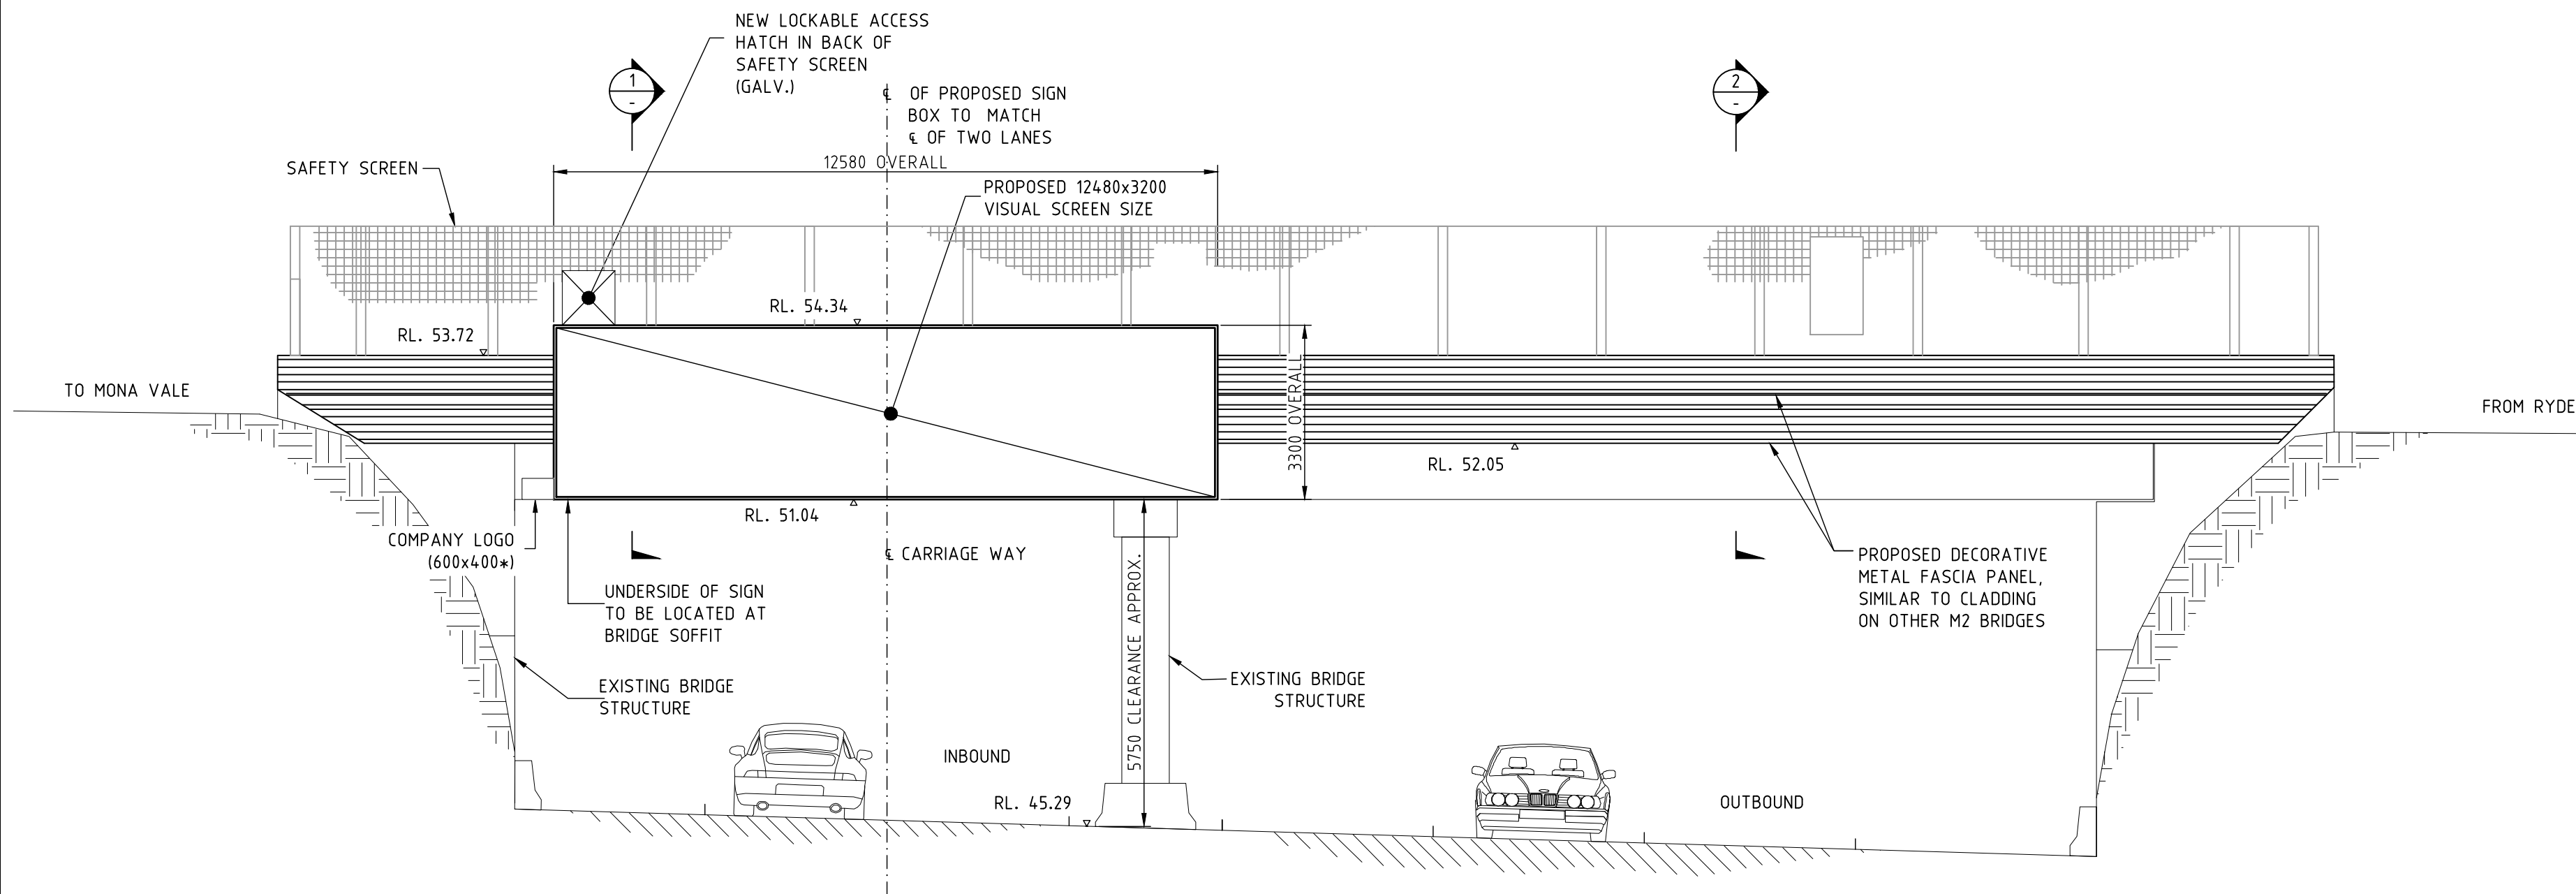 NEW LOCKABLE ACCESS
HATCH IN BACK OF
SAFETY SCREEN
(GALV.)
1
-
℄ OF PROPOSED SIGN
BOX TO MATCH
℄ OF TWO LANES
2
-
12580 OVERALL
SAFETY SCREEN
PROPOSED 12480x3200
VISUAL SCREEN SIZE
RL. 54.34
RL. 53.72
TO MONA VALE
3300 OVERALL
FROM RYDE
RL. 52.05
RL. 51.04
COMPANY LOGO
(600x400*)
℄ CARRIAGE WAY
UNDERSIDE OF SIGN
TO BE LOCATED AT
BRIDGE SOFFIT
5750 CLEARANCE APPROX.
PROPOSED DECORATIVE
METAL FASCIA PANEL,
SIMILAR TO CLADDING
ON OTHER M2 BRIDGES
EXISTING BRIDGE
STRUCTURE
EXISTING BRIDGE
STRUCTURE
INBOUND
RL. 45.29
OUTBOUND